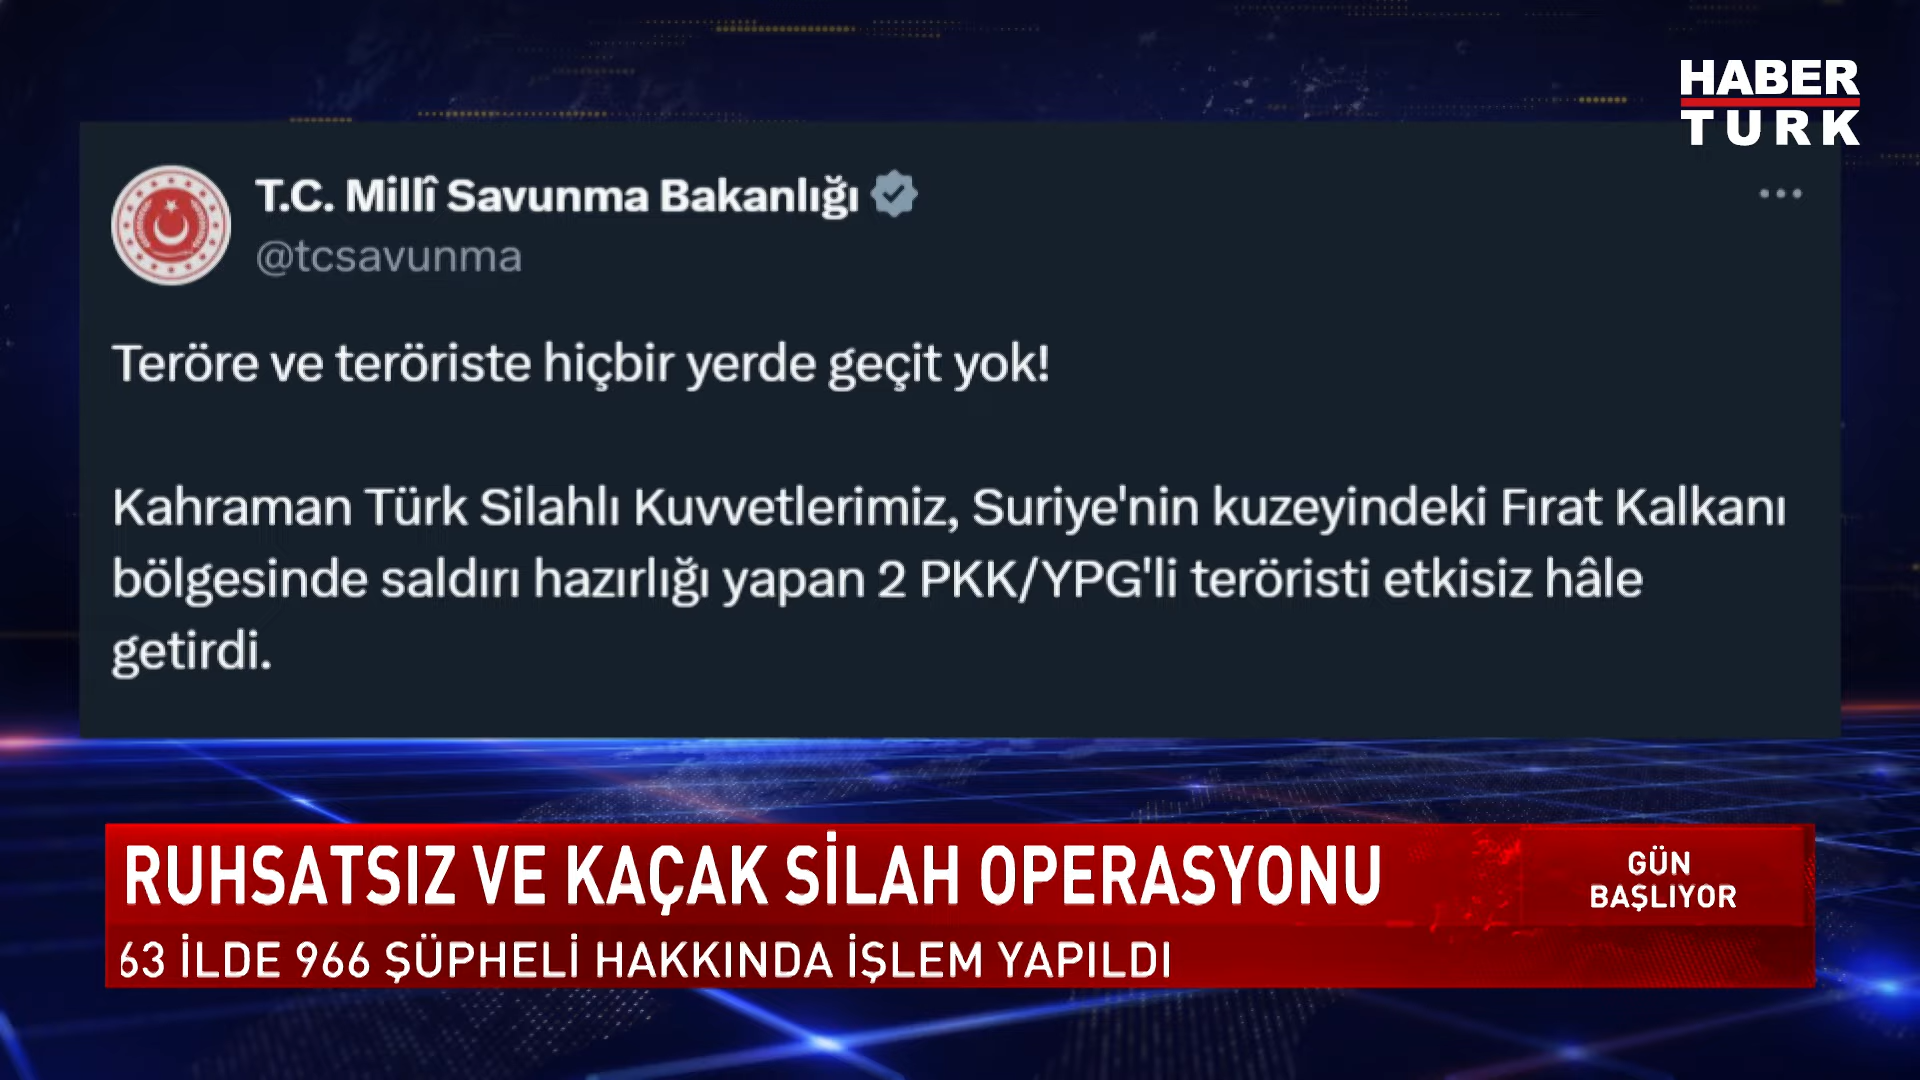 HABER
TURK
T.C. Millî Savunma Bakanlığı
@tcsavunma
Teröre ve teröriste hiçbir yerde geçit yok!
Kahraman Türk Silahlı Kuvvetlerimiz, Suriye'nin kuzeyindeki Fırat Kalkanı
bölgesinde saldırı hazırlığı yapan 2 PKK/YPG'li teröristi etkisiz hâle
getirdi.
RUHSATSIZ VE KAÇAK SİLAH OPERASYONU
GÜN
BAŞLIYOR
63 İLDE 966 ŞÜPHELİ HAKKINDA İŞLEM YAPILDI